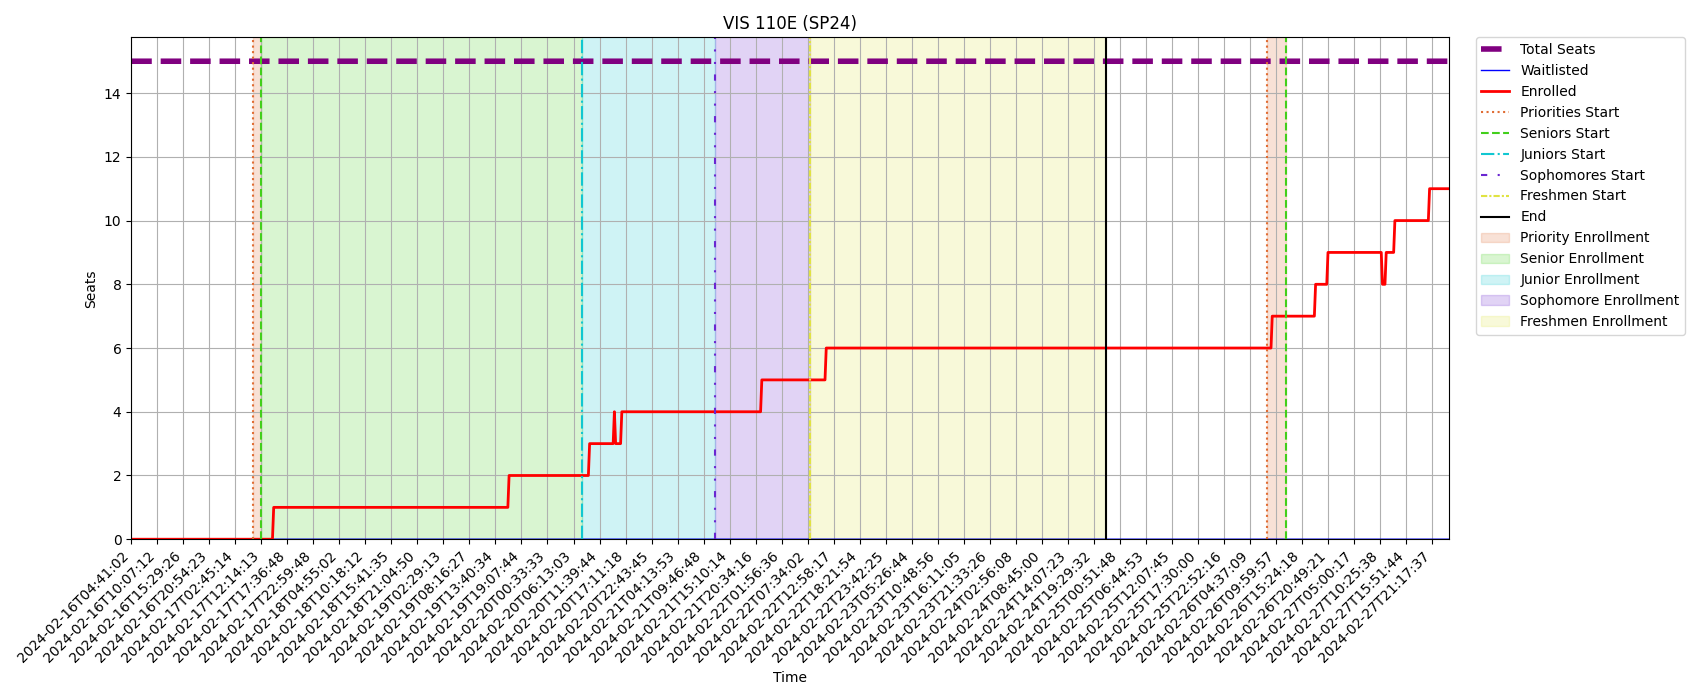 VIS 110E (SP24)
Total Seats
Waitlisted
Enrolled
Priorities Start
Seniors Start
Juniors Start
Sophomores Start
Freshmen Start
End
Priority Enrollment
Senior Enrollment
Junior Enrollment
Sophomore Enrollment
Freshmen Enrollment
Seats
14
12
10
8
6
4
2
0
2024-02-16T04:41:02
2024-02-16T10:07:12
2024-02-16T15:29:26
2024-02-16T20:54:23
2024-02-17T02:45:14
2024-02-17T12:14:13
2024-02-17T17:36:48
2024-02-17T22:59:48
2024-02-18T04:55:02
2024-02-18T10:18:12
2024-02-18T15:41:35
2024-02-18T21:04:50
2024-02-19T02:29:13
2024-02-19T08:16:27
2024-02-19T13:40:34
2024-02-19T19:07:44
2024-02-20T00:33:33
2024-02-20T06:13:03
2024-02-20T11:39:44
2024-02-20T17:11:18
2024-02-20T22:43:45
2024-02-21T04:13:53
2024-02-21T09:46:48
2024-02-21T15:10:14
2024-02-21T20:34:16
2024-02-22T01:56:36
2024-02-22T07:34:02
2024-02-22T12:58:17
2024-02-22T18:21:54
2024-02-22T23:42:25
2024-02-23T05:26:44
2024-02-23T10:48:56
2024-02-23T16:11:05
2024-02-23T21:33:26
2024-02-24T02:56:08
2024-02-24T08:45:00
2024-02-24T14:07:23
2024-02-24T19:29:32
2024-02-25T00:51:48
2024-02-25T06:44:53
2024-02-25T12:07:45
2024-02-25T17:30:00
2024-02-25T22:52:16
2024-02-26T04:37:09
2024-02-26T09:59:57
2024-02-26T15:24:18
2024-02-26T20:49:21
2024-02-27T05:00:17
2024-02-27T10:25:38
2024-02-27T15:51:44
2024-02-27T21:17:37
Time